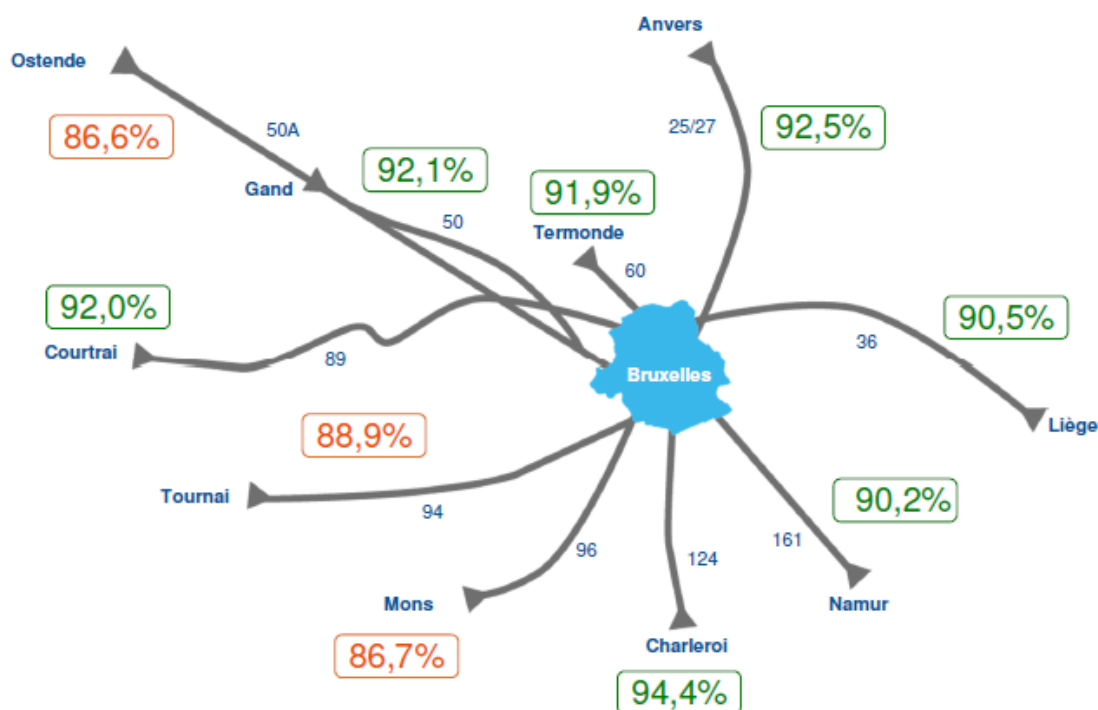 Anvers
Ostende
86,6%
50A
25/27
92,5%
Gand
92,1%
50
91,9%
Termonde
60
92,0%
Courtrai
89
90,5%
36
Bruxelles
Liège
88,9%
Tournai
94
90,2%
96
124
161
Mons
Namur
86,7%
Charleroi
94,4%